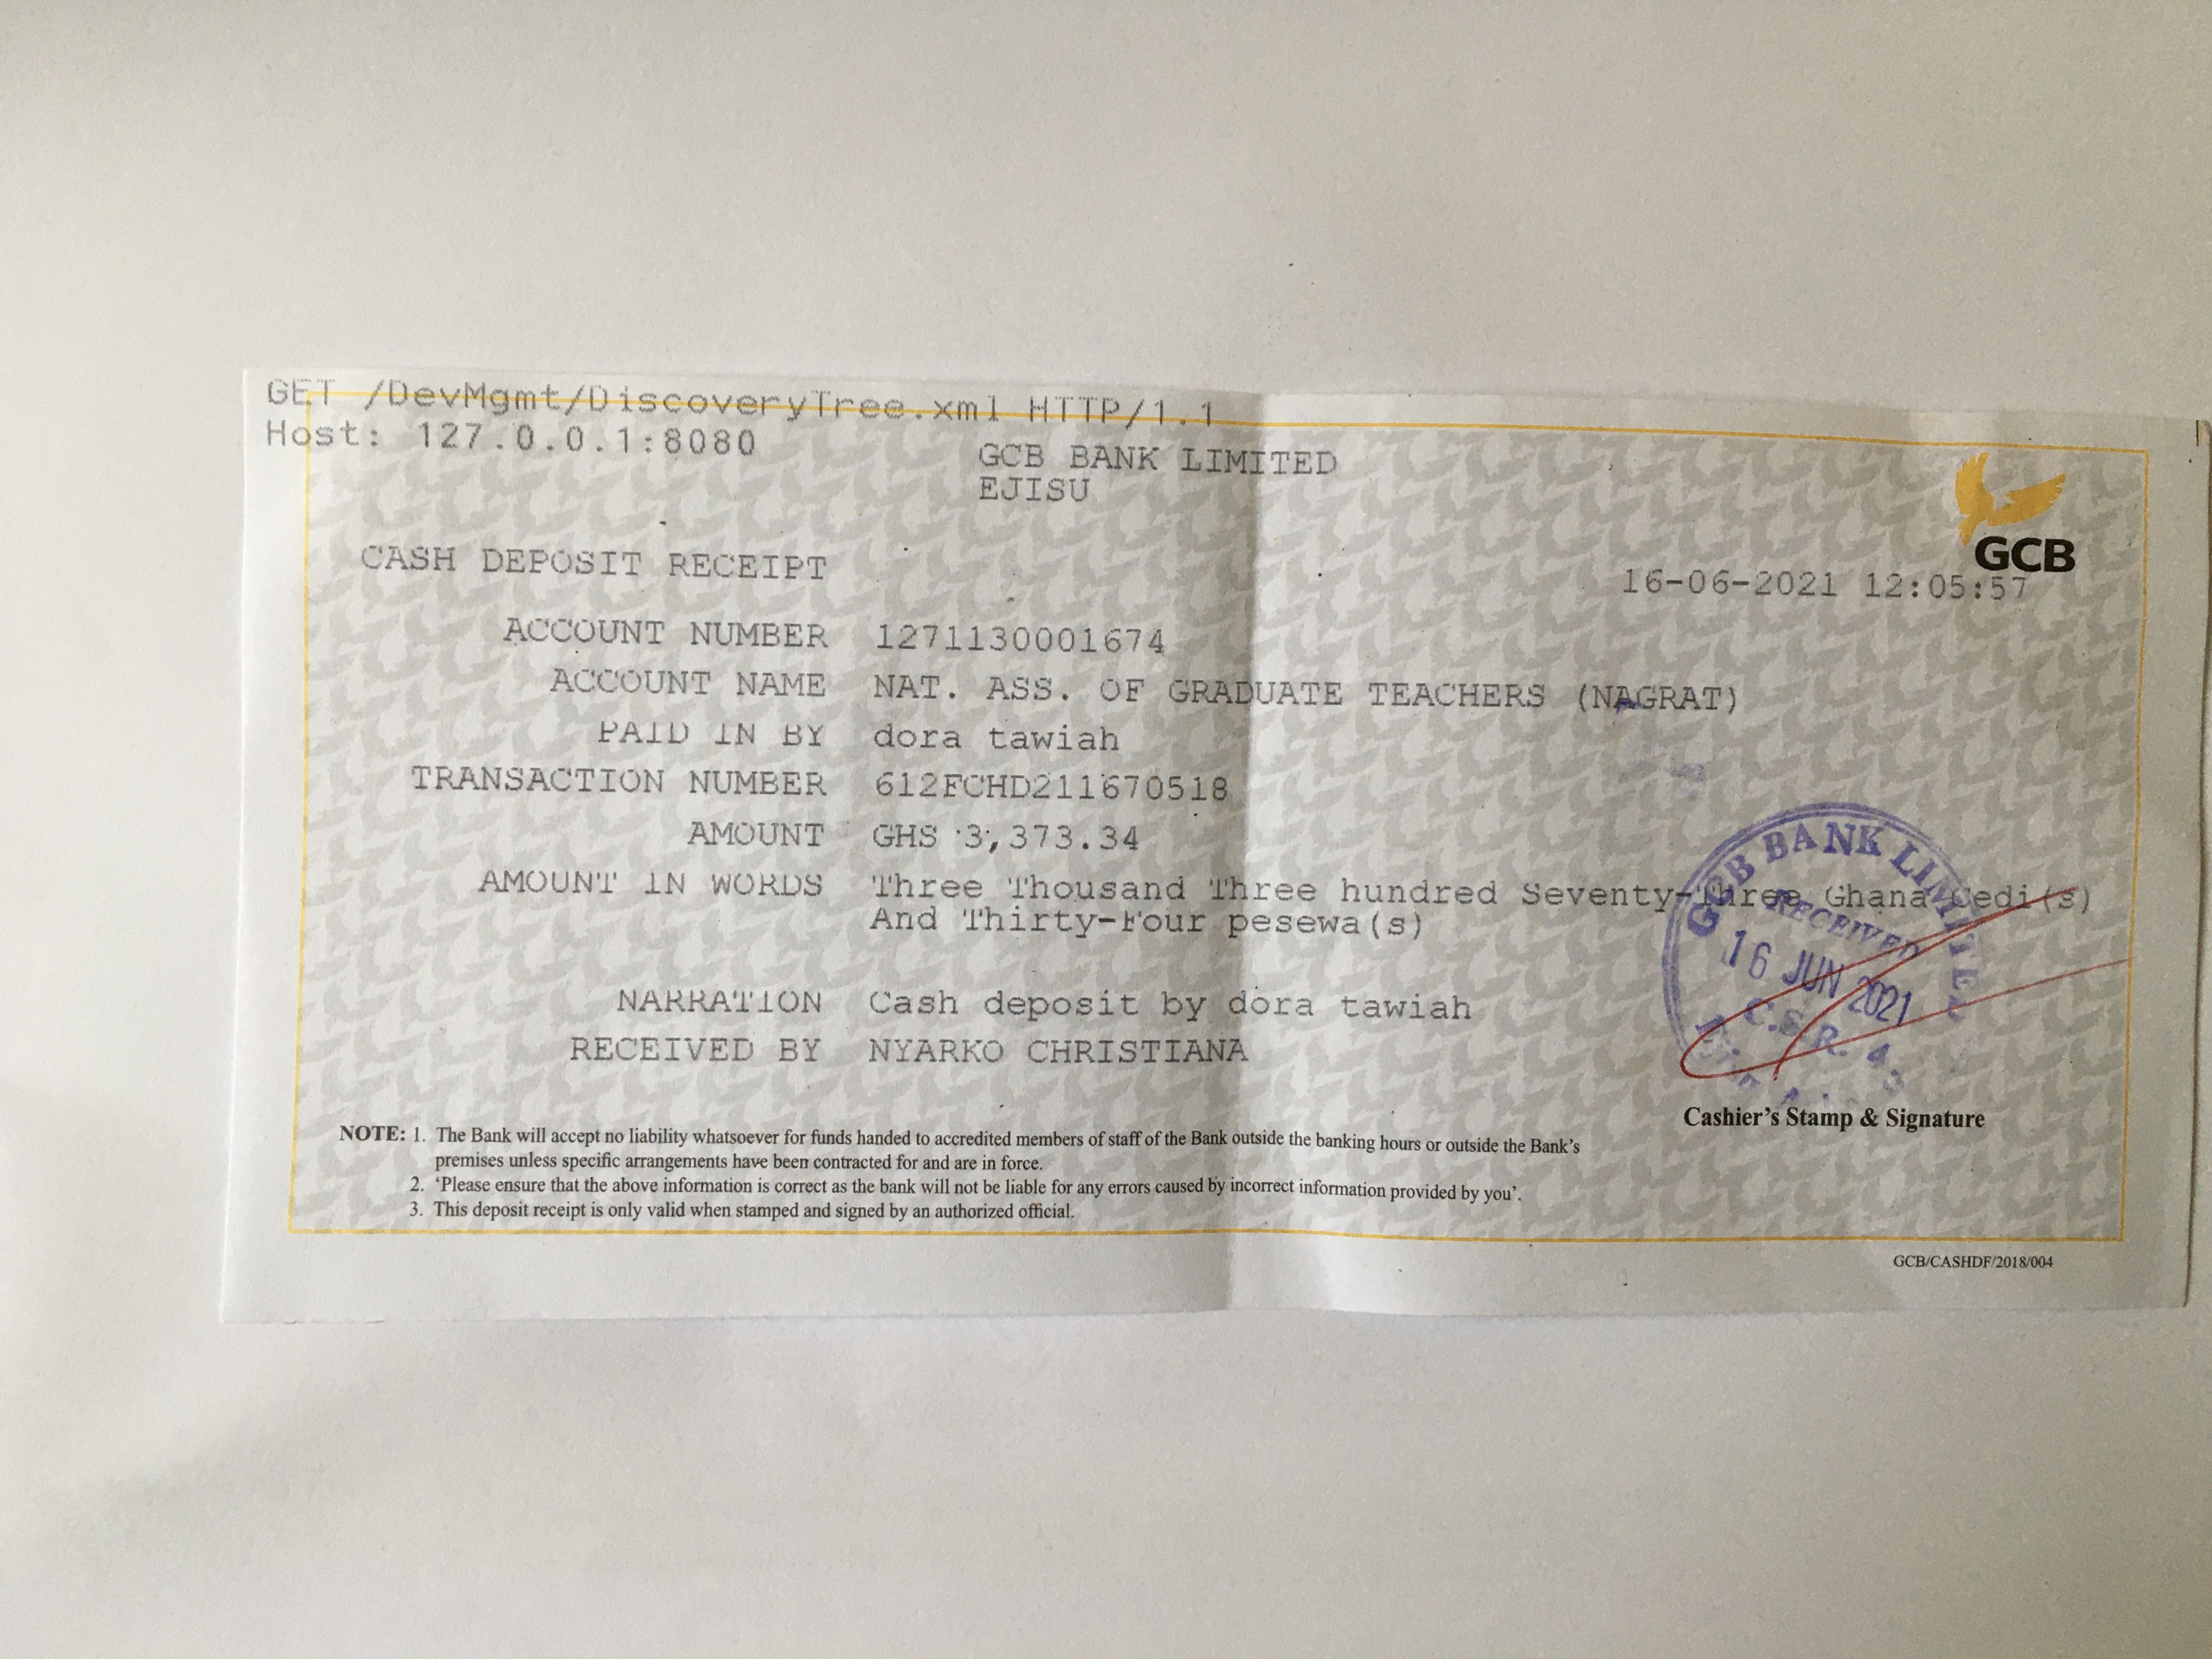 GET /DevMgmt/DiscoveryTree.xml HTTP/1.1
Host: 127.0.0.1:8080
GCB BANK LIMITED
EJISU
GCB
CASH DEPOSIT RECEIPT
16-06-2021 12:05:57
ACCOUNT NUMBER 1271130001674
ACCOUNT NAME NAT. ASS. OF GRADUATE TEACHERS (NAGRAT)
PAID IN BY dora tawiah
TRANSACTION NUMBER 612FCHD211670518
AMOUNT GHS 3,373.34
AMOUNT IN WORDS Three Thousand Three hundred Seventy-Three Ghana Cedi(s)
And Thirty-Four pesewa(s)
NARRATION Cash deposit by dora tawiah
RECEIVED BY NYARKO CHRISTIANA
GCB BANK LIMITED
RECEIVED
16 JUN 2021
C.S.R. 4
Cashier's Stamp & Signature
NOTE: 1. The Bank will accept no liability whatsoever for funds handed to accredited members of staff of the Bank outside the banking hours or outside the Bank's
premises unless specific arrangements have been contracted for and are in force.
2. 'Please ensure that the above information is correct as the bank will not be liable for any errors caused by incorrect information provided by you'.
3. This deposit receipt is only valid when stamped and signed by an authorized official.
GCB/CASHDF/2018/004